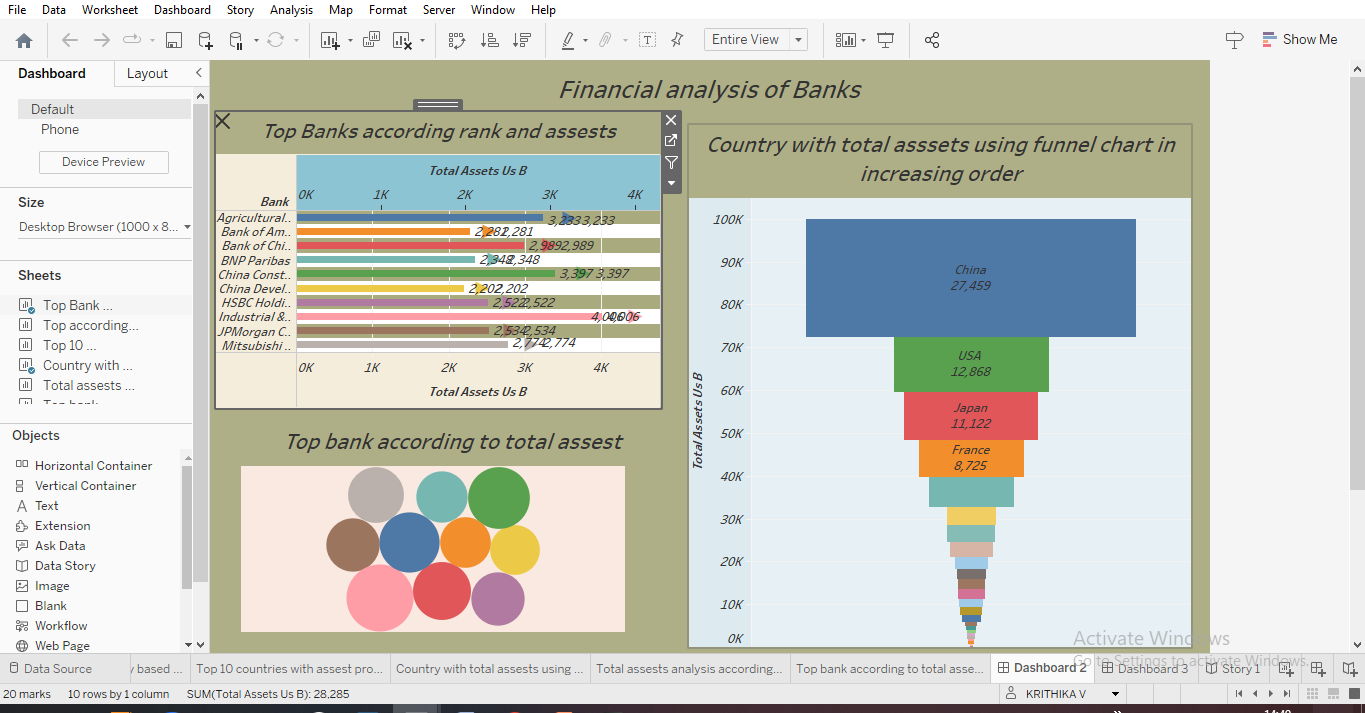 File Data Worksheet Dashboard Story Analysis Map Format Server Window Help
Entire View
Show Me
Dashboard Layout
Default
Phone
Device Preview
Size
Desktop Browser (1000 x 8...
Sheets
Top Bank ...
Top according...
Top 10 ...
Country with ...
Total assests ...
Objects
Horizontal Container
Vertical Container
Text
Extension
Ask Data
Data Story
Image
Blank
Workflow
Web Page
Financial analysis of Banks
Top Banks according rank and assests
Total Assets Us B
Bank 0K 1K 2K 3K 4K
Agricultural.. 3,233 3,233
Bank of Am.. 2,281 2,281
Bank of Chi.. 2,989 2,989
BNP Paribas 2,348 2,348
China Const.. 3,397 3,397
China Devel.. 2,202 2,202
HSBC Holdi.. 2,522 2,522
Industrial &.. 4,006 4,006
JPMorgan C.. 2,534 2,534
Mitsubishi .. 2,774 2,774
0K 1K 2K 3K 4K
Total Assets Us B
Top bank according to total assest
Country with total asssets using funnel chart in
increasing order
Total Assets Us B
100K
90K
80K
70K
60K
50K
40K
30K
20K
10K
0K
China
27,459
USA
12,868
Japan
11,122
France
8,725
Activate Windows
Go to Settings to activate Windows.
Data Source y based ... Top 10 countries with assest pro... Country with total assests using ... Total assests analysis according... Top bank according to total asse... Dashboard 2 Dashboard 3 Story 1
20 marks 10 rows by 1 column SUM(Total Assets Us B): 28,285 KRITHIKA V